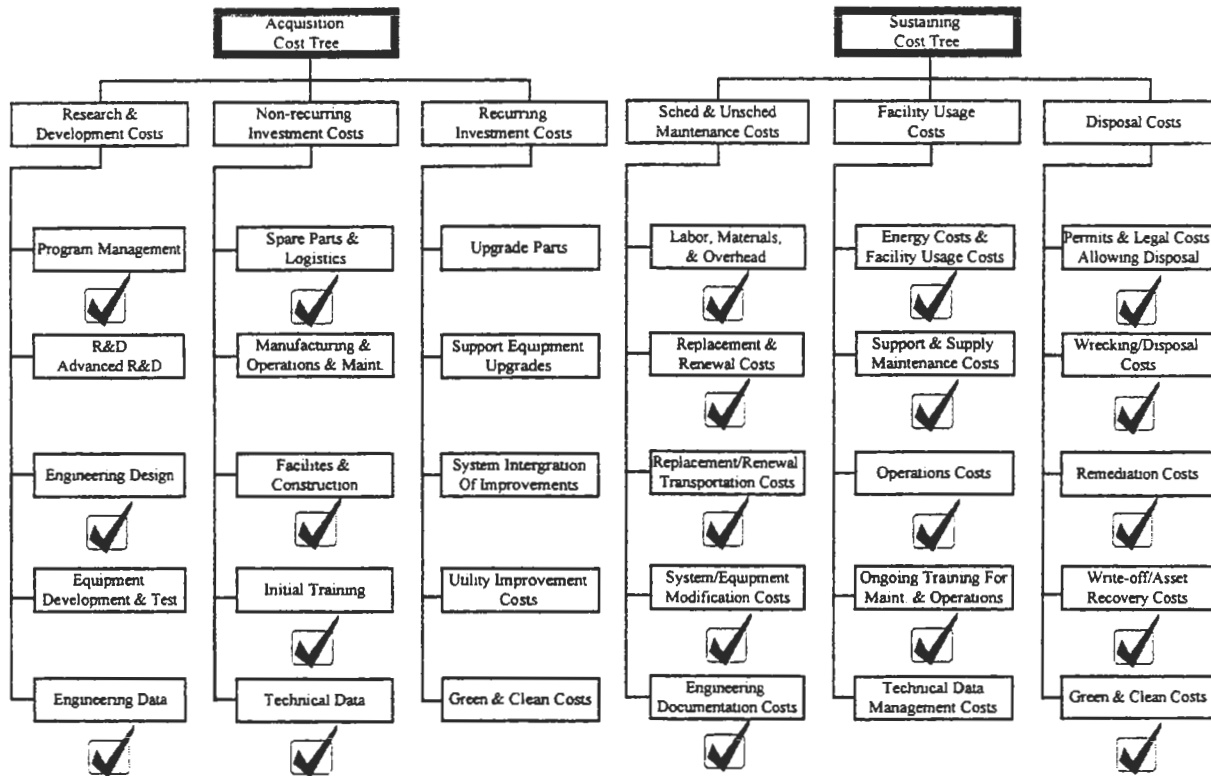 Acquisition
Cost Tree
Research &
Development Costs
Non-recurring
Investment Costs
Recurring
Investment Costs
Program Management
R&D
Advanced R&D
Engineering Design
Equipment
Development & Test
Engineering Data
Spare Parts &
Logistics
Manufacturing &
Operations & Maint.
Facilites &
Construction
Initial Training
Technical Data
Upgrade Parts
Support Equipment
Upgrades
System Intergration
Of Improvements
Utility Improvement
Costs
Green & Clean Costs
Sustaining
Cost Tree
Sched & Unsched
Maintenance Costs
Facility Usage
Costs
Disposal Costs
Labor, Materials,
& Overhead
Replacement &
Renewal Costs
Replacement/Renewal
Transportation Costs
System/Equipment
Modification Costs
Engineering
Documentation Costs
Energy Costs &
Facility Usage Costs
Support & Supply
Maintenance Costs
Operations Costs
Ongoing Training For
Maint. & Operations
Technical Data
Management Costs
Permits & Legal Costs
Allowing Disposal
Wrecking/Disposal
Costs
Remediation Costs
Write-off/Asset
Recovery Costs
Green & Clean Costs